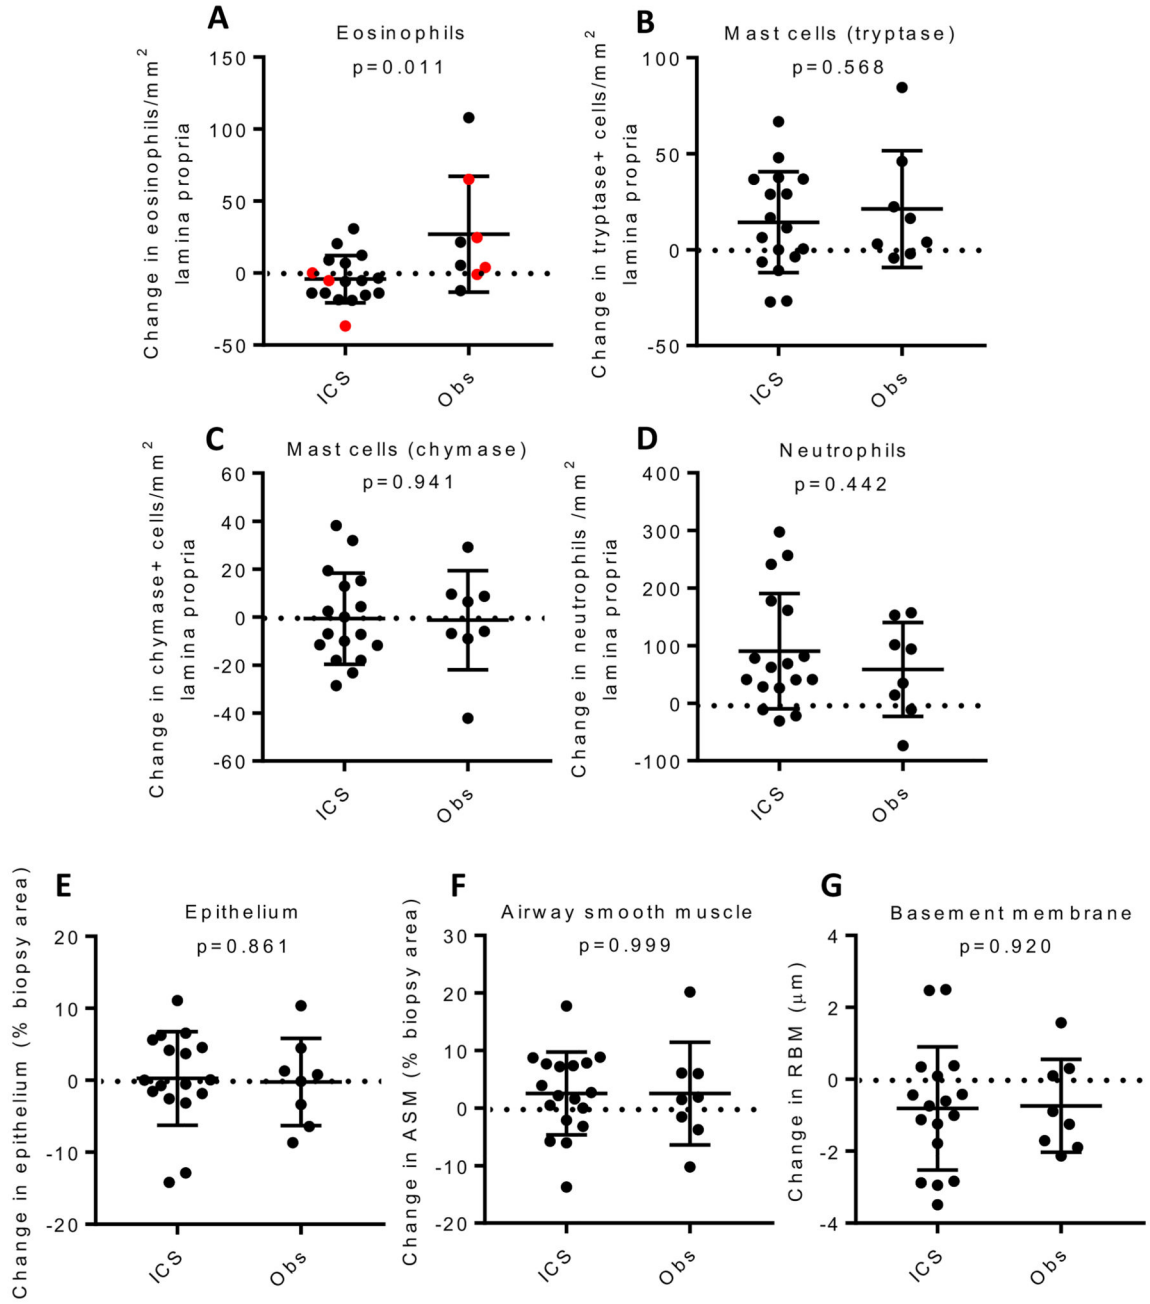 A
Eosinophils
p=0.011
Change in eosinophils/mm²
lamina propria
150
100
50
0
-50
ICS
Obs
B
Mast cells (tryptase)
p=0.568
Change in tryptase+ cells/mm²
lamina propria
100
50
0
-50
ICS
Obs
C
Mast cells (chymase)
p=0.941
Change in chymase+ cells/mm²
lamina propria
60
40
20
0
-20
-40
-60
ICS
Obs
D
Neutrophils
p=0.442
Change in neutrophils /mm²
lamina propria
400
300
200
100
0
-100
ICS
Obs
E
Epithelium
p=0.861
Change in epithelium (% biopsy area)
20
10
0
-10
-20
ICS
Obs
F
Airway smooth muscle
p=0.999
Change in ASM (% biopsy area)
30
20
10
0
-10
-20
ICS
Obs
G
Basement membrane
p=0.920
Change in RBM (μm)
4
2
0
-2
-4
ICS
Obs